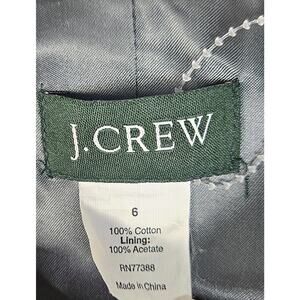 J.CREW
6
100% Cotton
Lining:
100% Acetate
RN77388
Made in China